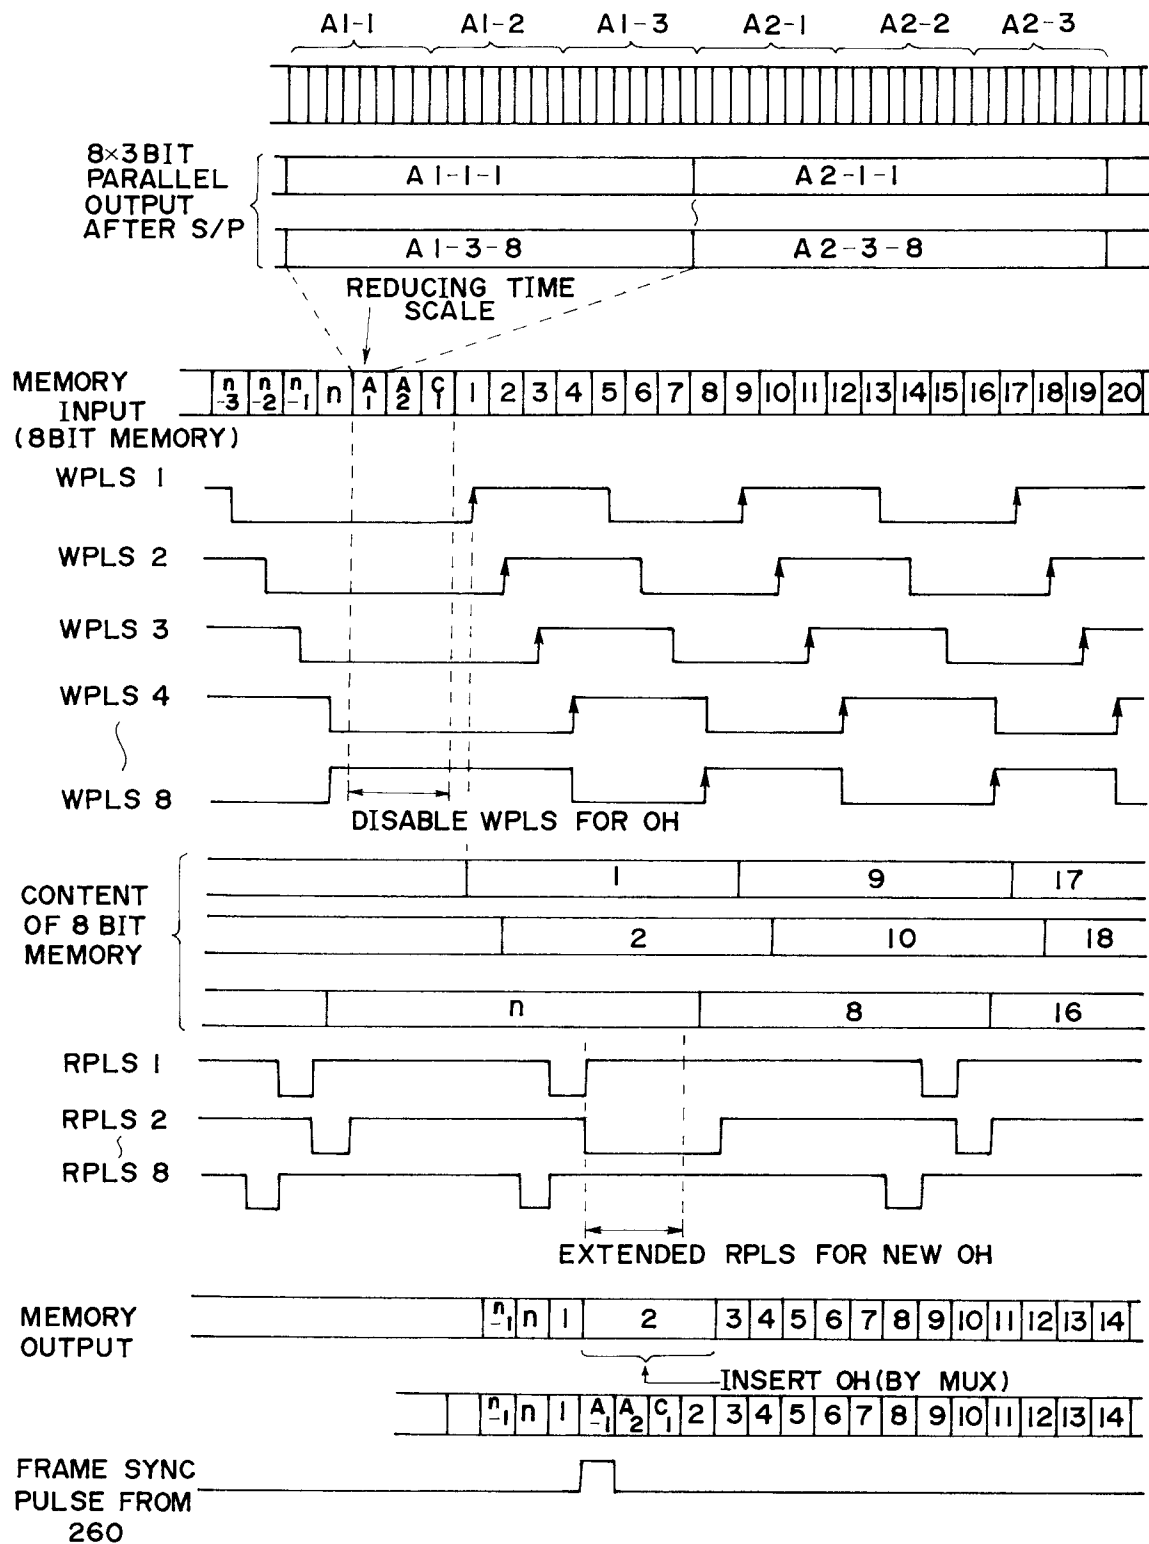 A1-1 A1-2 A1-3 A2-1 A2-2 A2-3
8×3BIT
PARALLEL
OUTPUT
AFTER S/P
A1-1-1 A2-1-1
A1-3-8 A2-3-8
REDUCING TIME
SCALE
MEMORY
INPUT
(8BIT MEMORY)
n-3 n-2 n-1 n A1 A2 C1 1 2 3 4 5 6 7 8 9 10 11 12 13 14 15 16 17 18 19 20
WPLS 1
WPLS 2
WPLS 3
WPLS 4
WPLS 8
DISABLE WPLS FOR OH
CONTENT
OF 8 BIT
MEMORY
1 9 17
2 10 18
n 8 16
RPLS 1
RPLS 2
RPLS 8
EXTENDED RPLS FOR NEW OH
MEMORY
OUTPUT
n-1 n 1 2 3 4 5 6 7 8 9 10 11 12 13 14
INSERT OH(BY MUX)
n-1 n 1 A-1 A2 C1 2 3 4 5 6 7 8 9 10 11 12 13 14
FRAME SYNC
PULSE FROM
260